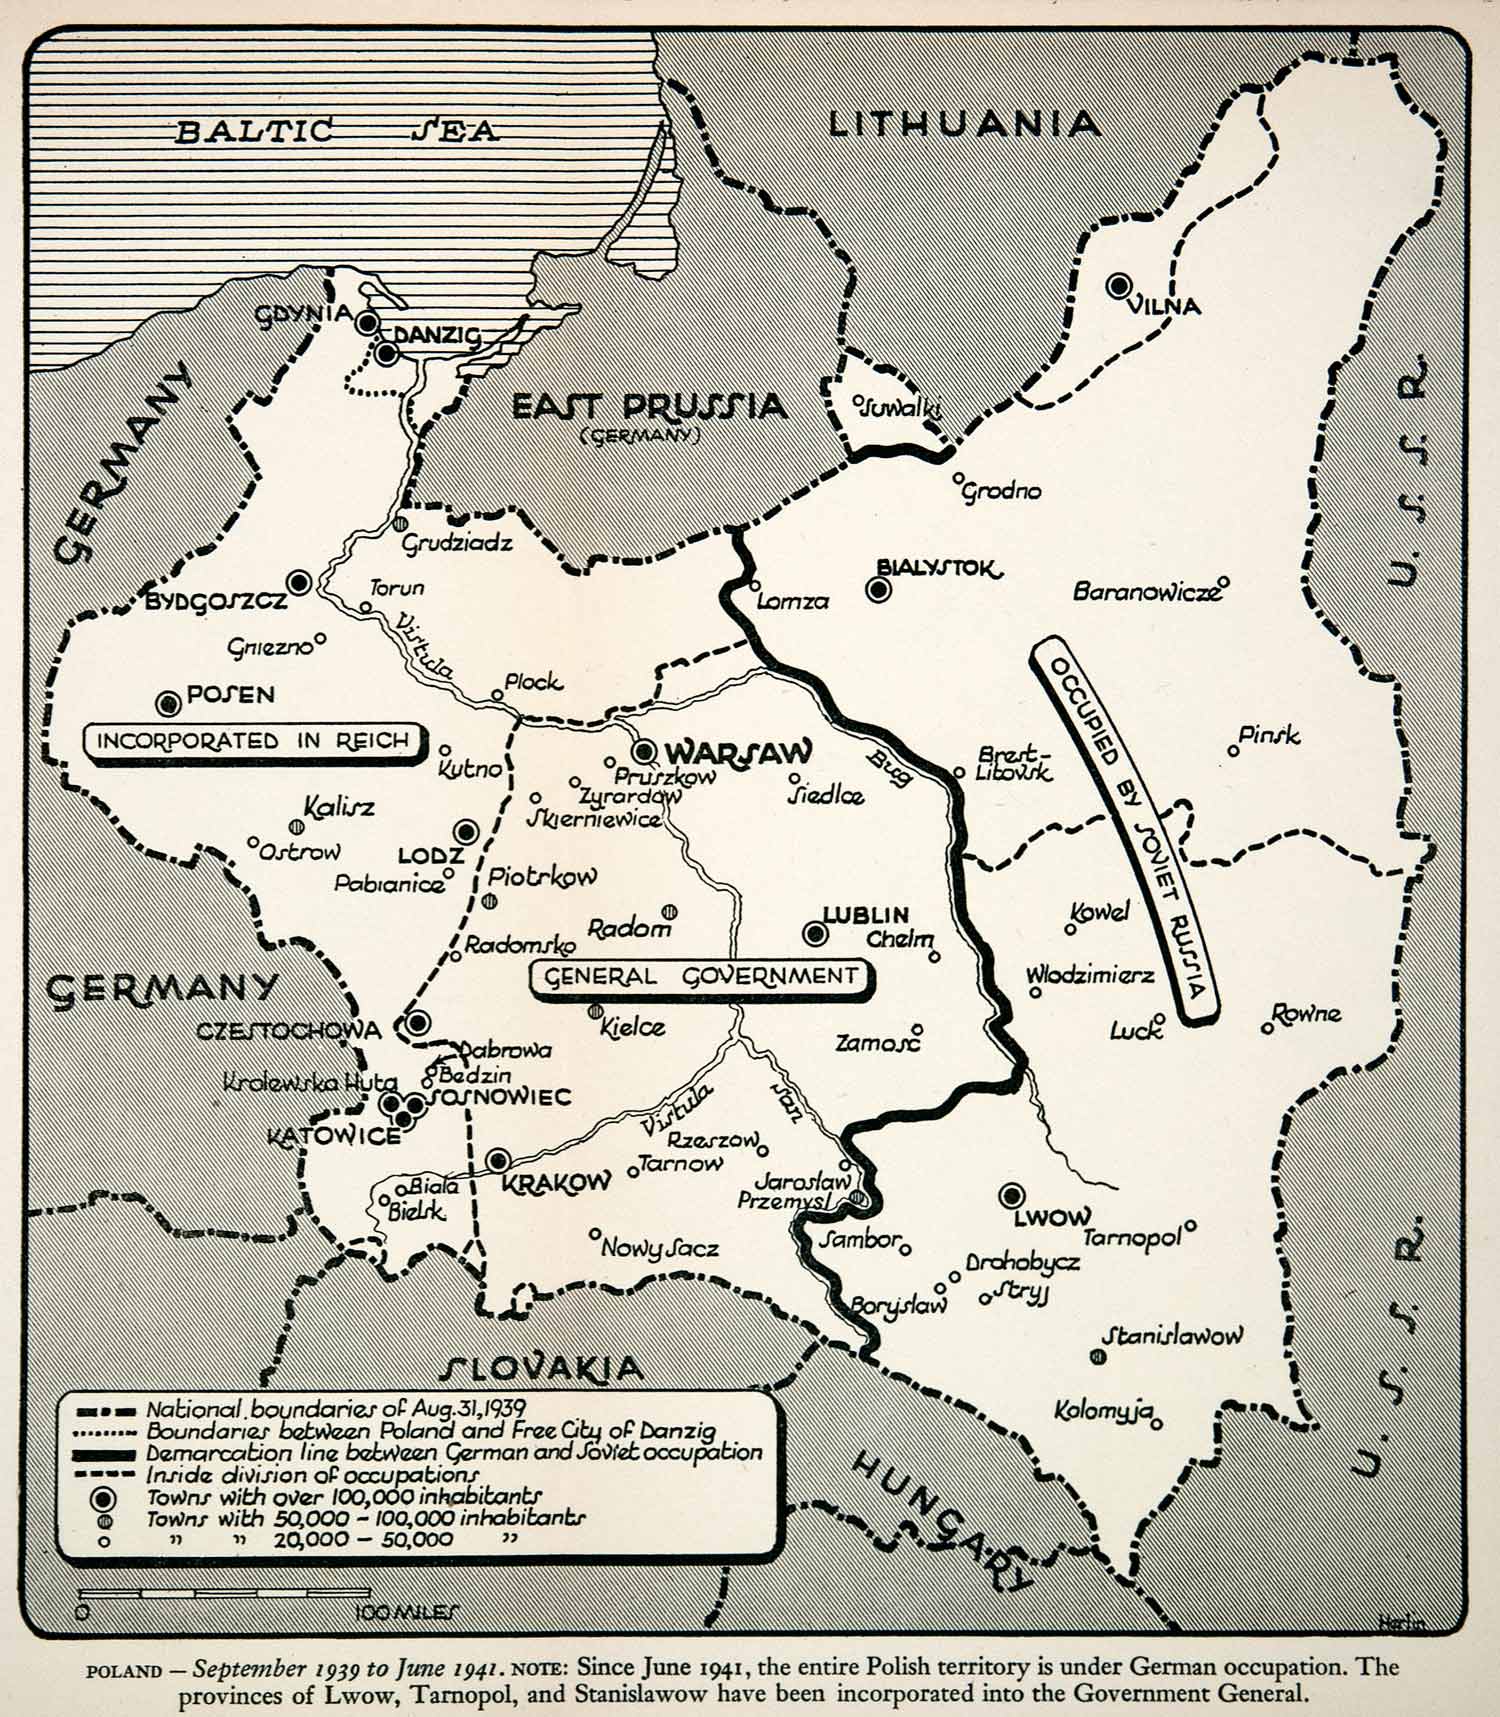 BALTIC SEA
LITHUANIA
GDYNIA
DANZIG
VILNA
GERMANY
EAST PRUSSIA
(GERMANY)
Suwalki
U. S. S. R.
Grodno
Grudziadz
BYDGOSZCZ
Torun
Lomza
BIALYSTOK
Baranowicze
Gniezno
Vistula
POSEN
Plock
INCORPORATED IN REICH
OCCUPIED BY SOVIET RUSSIA
Kutno
WARSAW
Pruszkow
Zyrardow
Skierniewice
Siedlce
Bug
Brest-
Litovsk
Pinsk
Kalisz
Ostrow
LODZ
Pabianice
Piotrkow
Radom
LUBLIN
Chelm
Kowel
Radomsko
GERMANY
GENERAL GOVERNMENT
Wlodzimierz
CZESTOCHOWA
Kielce
Zamosć
Luck
Rowne
Dabrowa
Bedzin
Krolewska Huta
SOSNOWIEC
KATOWICE
Vistula
San
Rzeszow
Tarnow
KRAKOW
Jaroslaw
Przemysl
Biala
Bielsk
LWOW
Tarnopol
Nowy Sacz
Sambor
Drohobycz
Stryj
Boryslaw
Stanislawow
Kolomyja
U. S. S. R.
SLOVAKIA
HUNGARY
National boundaries of Aug.31,1939
Boundaries between Poland and Free City of Danzig
Demarcation line between German and Soviet occupation
Inside division of occupations
Towns with over 100,000 inhabitants
Towns with 50,000 - 100,000 inhabitants
" " 20,000 - 50,000 "
0 100 MILES
POLAND — September 1939 to June 1941. NOTE: Since June 1941, the entire Polish territory is under German occupation. The
provinces of Lwow, Tarnopol, and Stanislawow have been incorporated into the Government General.